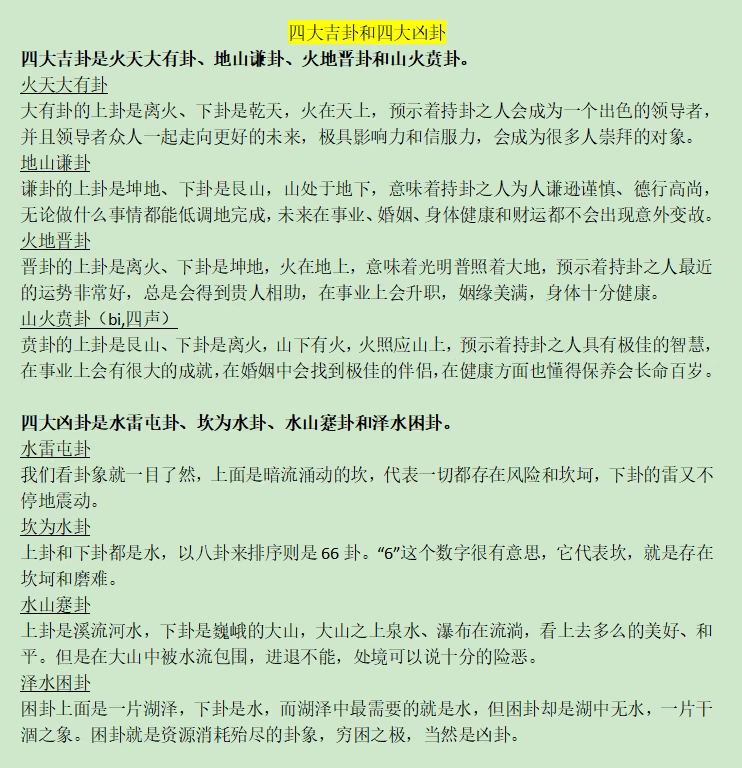 四大吉卦和四大凶卦
四大吉卦是火天大有卦、地山谦卦、火地晋卦和山火贲卦。
火天大有卦
大有卦的上卦是离火、下卦是乾天，火在天上，预示着持卦之人会成为一个出色的领导者，
并且领导者众人一起走向更好的未来，极具影响力和信服力，会成为很多人崇拜的对象。
地山谦卦
谦卦的上卦是坤地、下卦是艮山，山处于地下，意味着持卦之人为人谦逊谨慎、德行高尚，
无论做什么事情都能低调地完成，未来在事业、婚姻、身体健康和财运都不会出现意外变故。
火地晋卦
晋卦的上卦是离火、下卦是坤地，火在地上，意味着光明普照着大地，预示着持卦之人最近
的运势非常好，总是会得到贵人相助，在事业上会升职，姻缘美满，身体十分健康。
山火贲卦（bi,四声）
贲卦的上卦是艮山、下卦是离火，山下有火，火照应山上，预示着持卦之人具有极佳的智慧，
在事业上会有很大的成就，在婚姻中会找到极佳的伴侣，在健康方面也懂得保养会长命百岁。
四大凶卦是水雷屯卦、坎为水卦、水山蹇卦和泽水困卦。
水雷屯卦
我们看卦象就一目了然，上面是暗流涌动的坎，代表一切都存在风险和坎坷，下卦的雷又不
停地震动。
坎为水卦
上卦和下卦都是水，以八卦来排序则是 66 卦。“6”这个数字很有意思，它代表坎，就是存在
坎坷和磨难。
水山蹇卦
上卦是溪流河水，下卦是巍峨的大山，大山之上泉水、瀑布在流淌，看上去多么的美好、和
平。但是在大山中被水流包围，进退不能，处境可以说十分的险恶。
泽水困卦
困卦上面是一片湖泽，下卦是水，而湖泽中最需要的就是水，但困卦却是湖中无水，一片干
涸之象。困卦就是资源消耗殆尽的卦象，穷困之极，当然是凶卦。